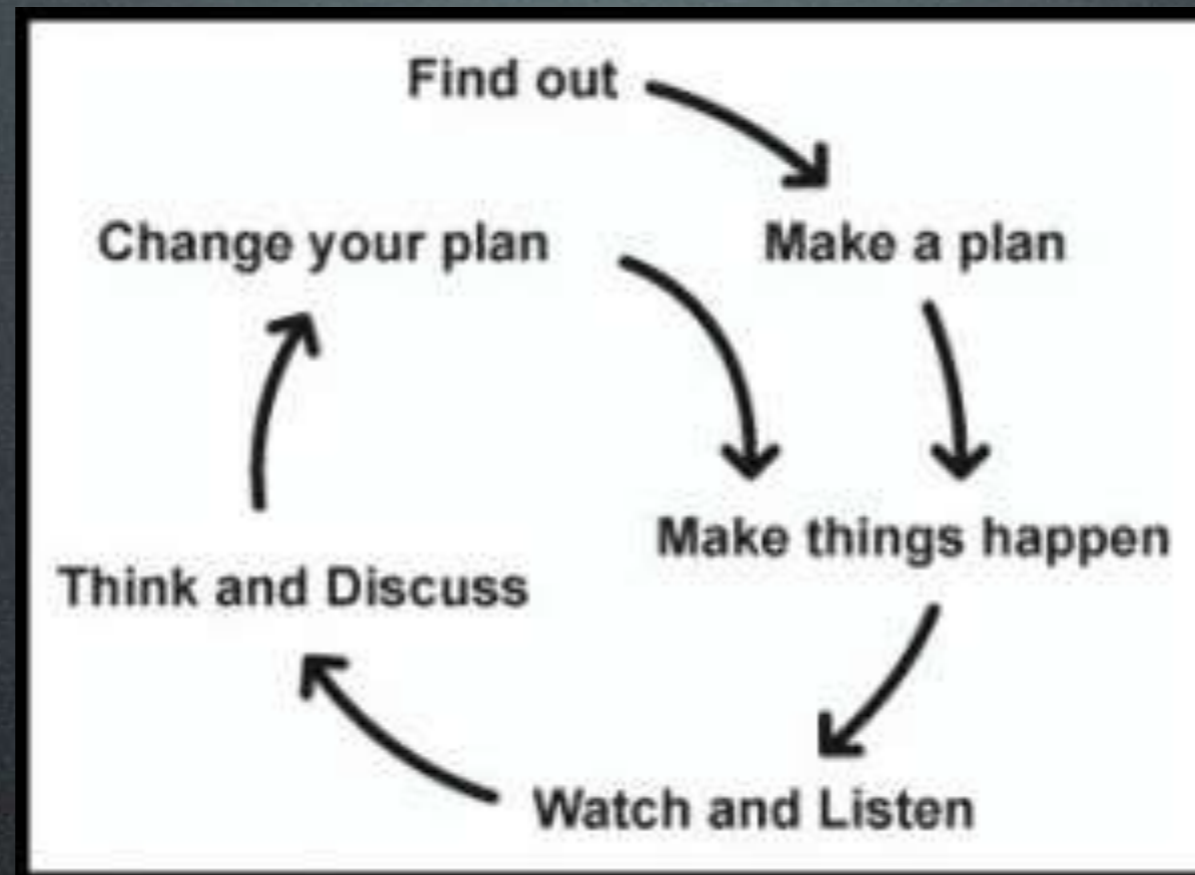 Find out
Make a plan
Change your plan
Make things happen
Think and Discuss
Watch and Listen